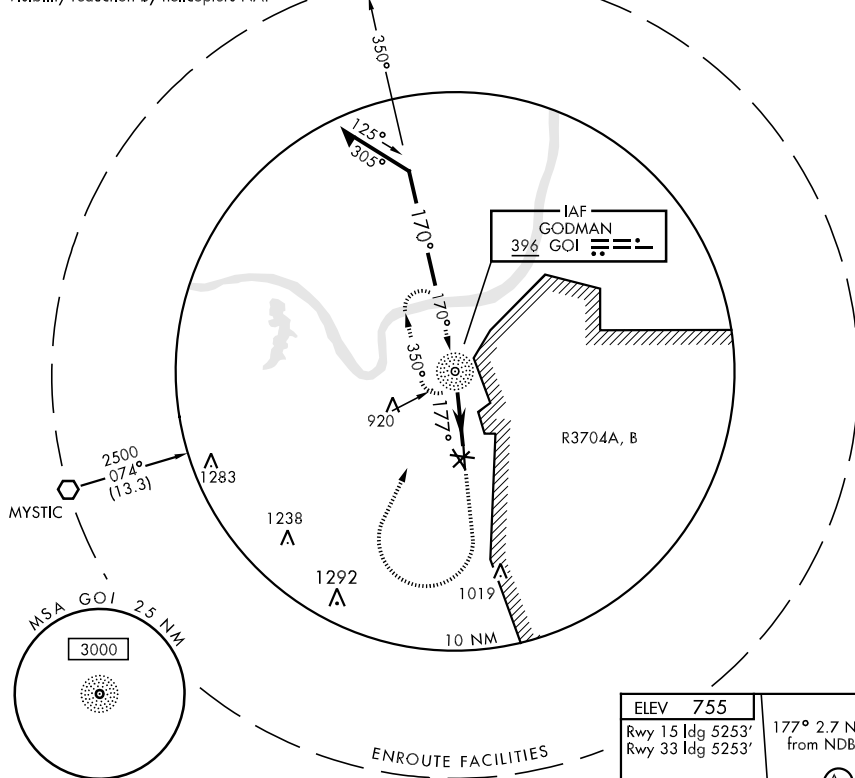 350°
125°
305°
170°
IAF
GODMAN
396 GOI
170°
350°
920
177°
R3704A, B
2500
074°
(13.3)
MYSTIC
1283
1238
1292
1019
10 NM
MSA GOI 25 NM
3000
ENROUTE FACILITIES
ELEV 755
Rwy 15 ldg 5253'
Rwy 33 ldg 5253'
177° 2.7 N
from NDB